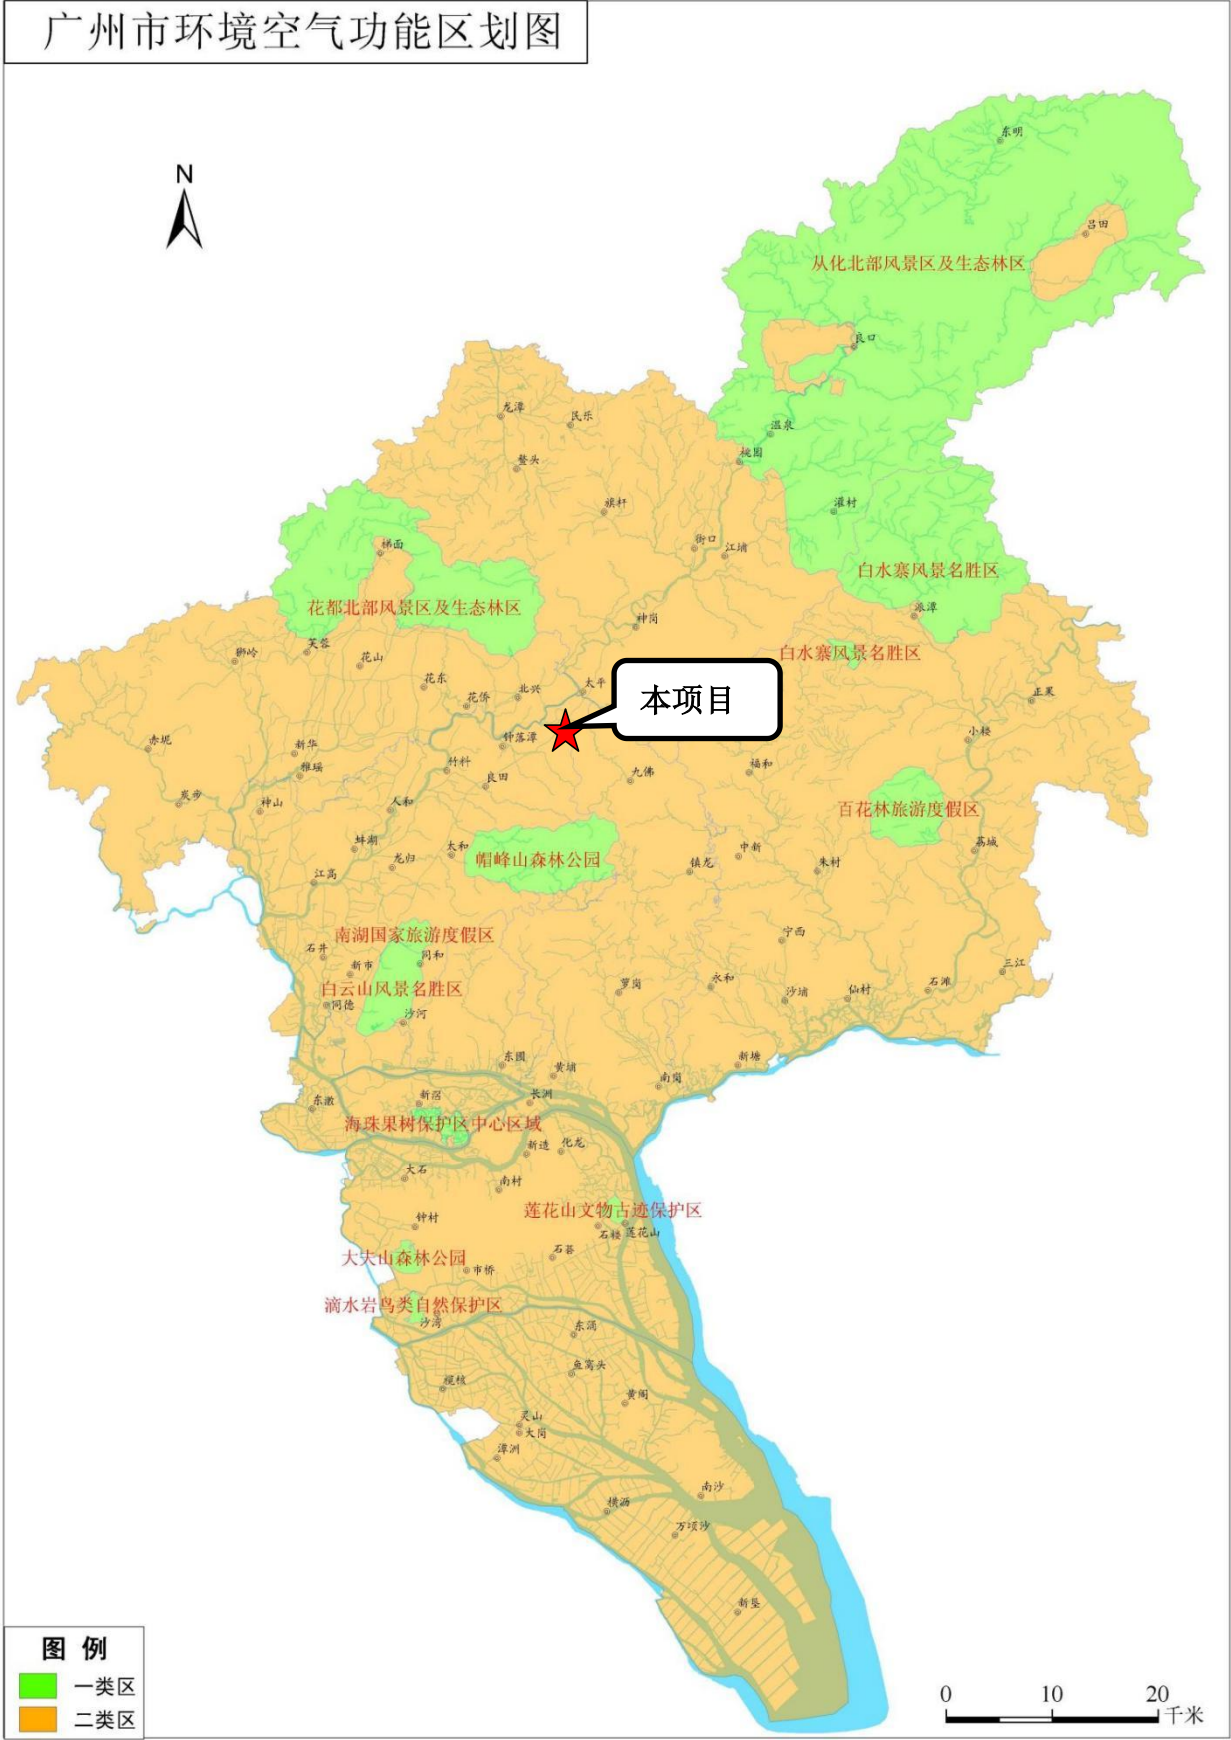 广州市环境空气功能区划图
N
东明
吕田
从化北部风景区及生态林区
良口
龙潭
民乐
温泉
桃园
鳌头
旗杆
灌村
街口
江埔
梯面
白水寨风景名胜区
花都北部风景区及生态林区
派潭
神岗
芙蓉
狮岭
花山
白水寨风景名胜区
花东
北兴
太平
花侨
本项目
正果
赤坭
新华
钟落潭
小楼
雅瑶
竹料
良田
九佛
福和
炭步
神山
人和
百花林旅游度假区
蚌湖
龙归
太和
帽峰山森林公园
镇龙
中新
朱村
荔城
江高
南湖国家旅游度假区
宁西
石井
同和
新市
白云山风景名胜区
萝岗
永和
沙埔
仙村
石滩
三江
同德
沙河
东圃
黄埔
新塘
南岗
东漖
新滘
长洲
海珠果树保护区中心区域
新造
化龙
大石
南村
莲花山文物古迹保护区
钟村
石楼
莲花山
石碁
大夫山森林公园
市桥
滴水岩鸟类自然保护区
沙湾
东涌
鱼窝头
榄核
黄阁
灵山
大岗
潭洲
南沙
横沥
万顷沙
新垦
图 例
一类区
二类区
0 10 20
千米